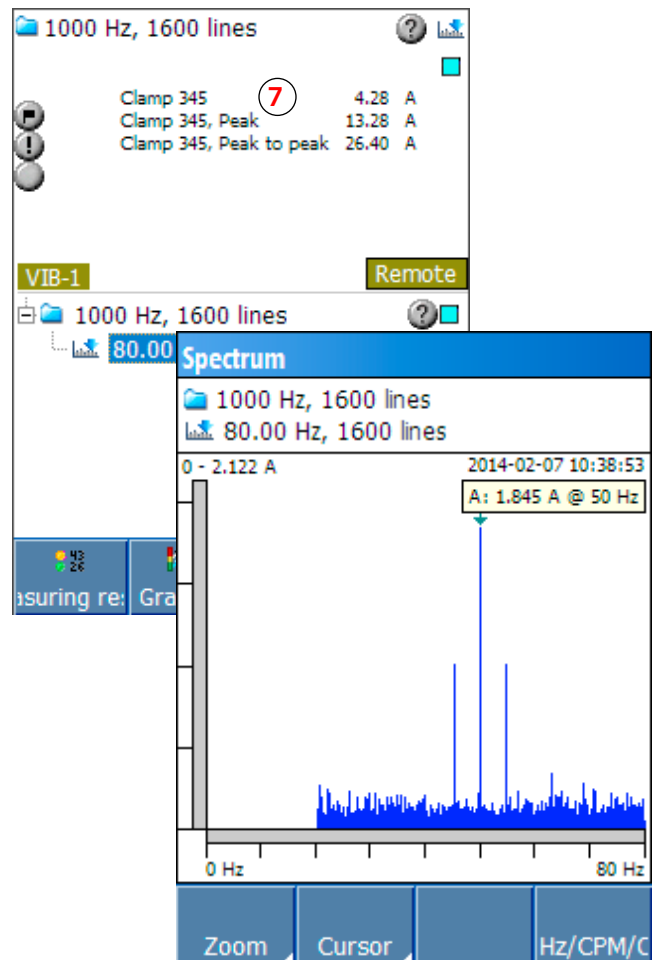 1000 Hz, 1600 lines
Clamp 345 7 4.28 A
Clamp 345, Peak 13.28 A
Clamp 345, Peak to peak 26.40 A
VIB-1 Remote
1000 Hz, 1600 lines
80.00
43
26
asuring re: Gra
Spectrum
1000 Hz, 1600 lines
80.00 Hz, 1600 lines
0 - 2.122 A 2014-02-07 10:38:53
A: 1.845 A @ 50 Hz
0 Hz 80 Hz
Zoom Cursor Hz/CPM/C